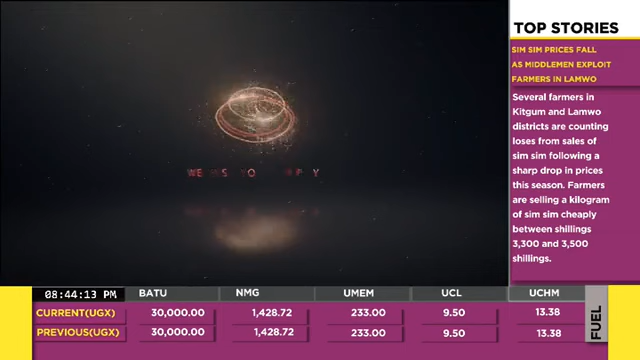 TOP STORIES
SIM SIM PRICES FALL
AS MIDDLEMEN EXPLOIT
FARMERS IN LAMWO
Several farmers in
Kitgum and Lamwo
districts are counting
loses from sales of
sim sim following a
sharp drop in prices
this season. Farmers
are selling a kilogram
of sim sim cheaply
between shillings
3,300 and 3,500
shillings.
08:44:13 PM BATU NMG UMEM UCL UCHM
CURRENT(UGX) 30,000.00 1,428.72 233.00 9.50 13.38
PREVIOUS(UGX) 30,000.00 1,428.72 233.00 9.50 13.38
FUEL